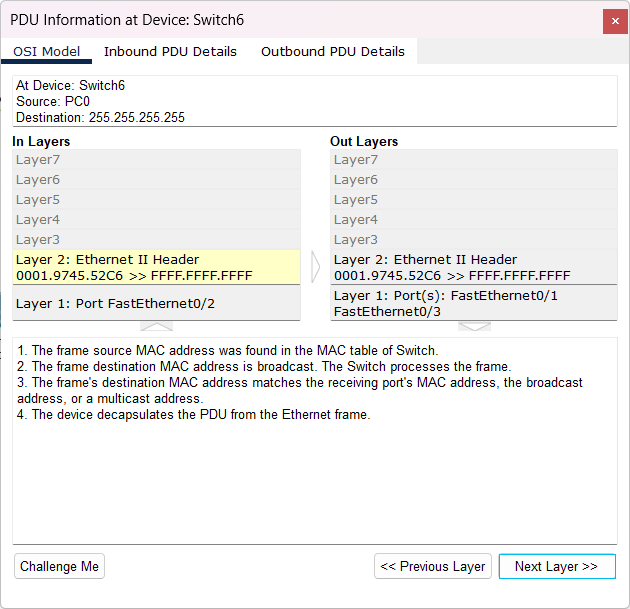 PDU Information at Device: Switch6
OSI Model Inbound PDU Details Outbound PDU Details
At Device: Switch6
Source: PC0
Destination: 255.255.255.255
In Layers
Layer7
Layer6
Layer5
Layer4
Layer3
Layer 2: Ethernet II Header
0001.9745.52C6 >> FFFF.FFFF.FFFF
Layer 1: Port FastEthernet0/2
Out Layers
Layer7
Layer6
Layer5
Layer4
Layer3
Layer 2: Ethernet II Header
0001.9745.52C6 >> FFFF.FFFF.FFFF
Layer 1: Port(s): FastEthernet0/1
FastEthernet0/3
1. The frame source MAC address was found in the MAC table of Switch.
2. The frame destination MAC address is broadcast. The Switch processes the frame.
3. The frame's destination MAC address matches the receiving port's MAC address, the broadcast
address, or a multicast address.
4. The device decapsulates the PDU from the Ethernet frame.
Challenge Me
<< Previous Layer
Next Layer >>